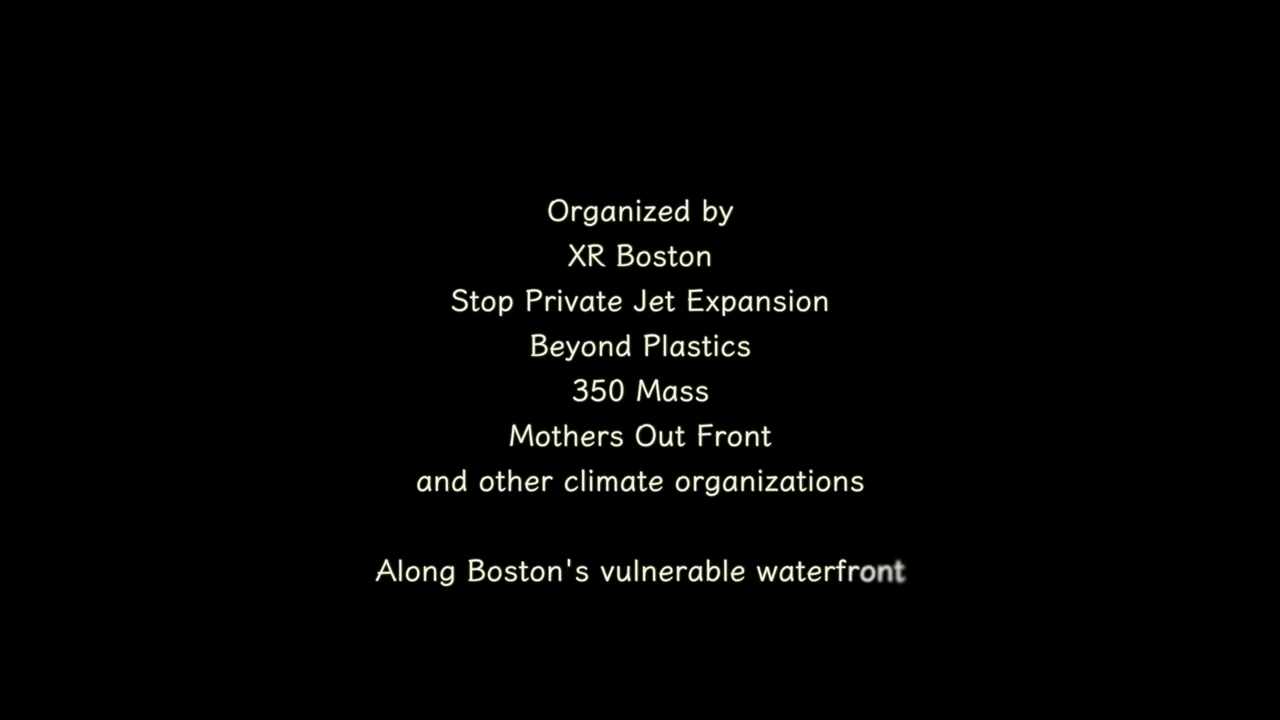 Organized by
XR Boston
Stop Private Jet Expansion
Beyond Plastics
350 Mass
Mothers Out Front
and other climate organizations
Along Boston's vulnerable waterfront